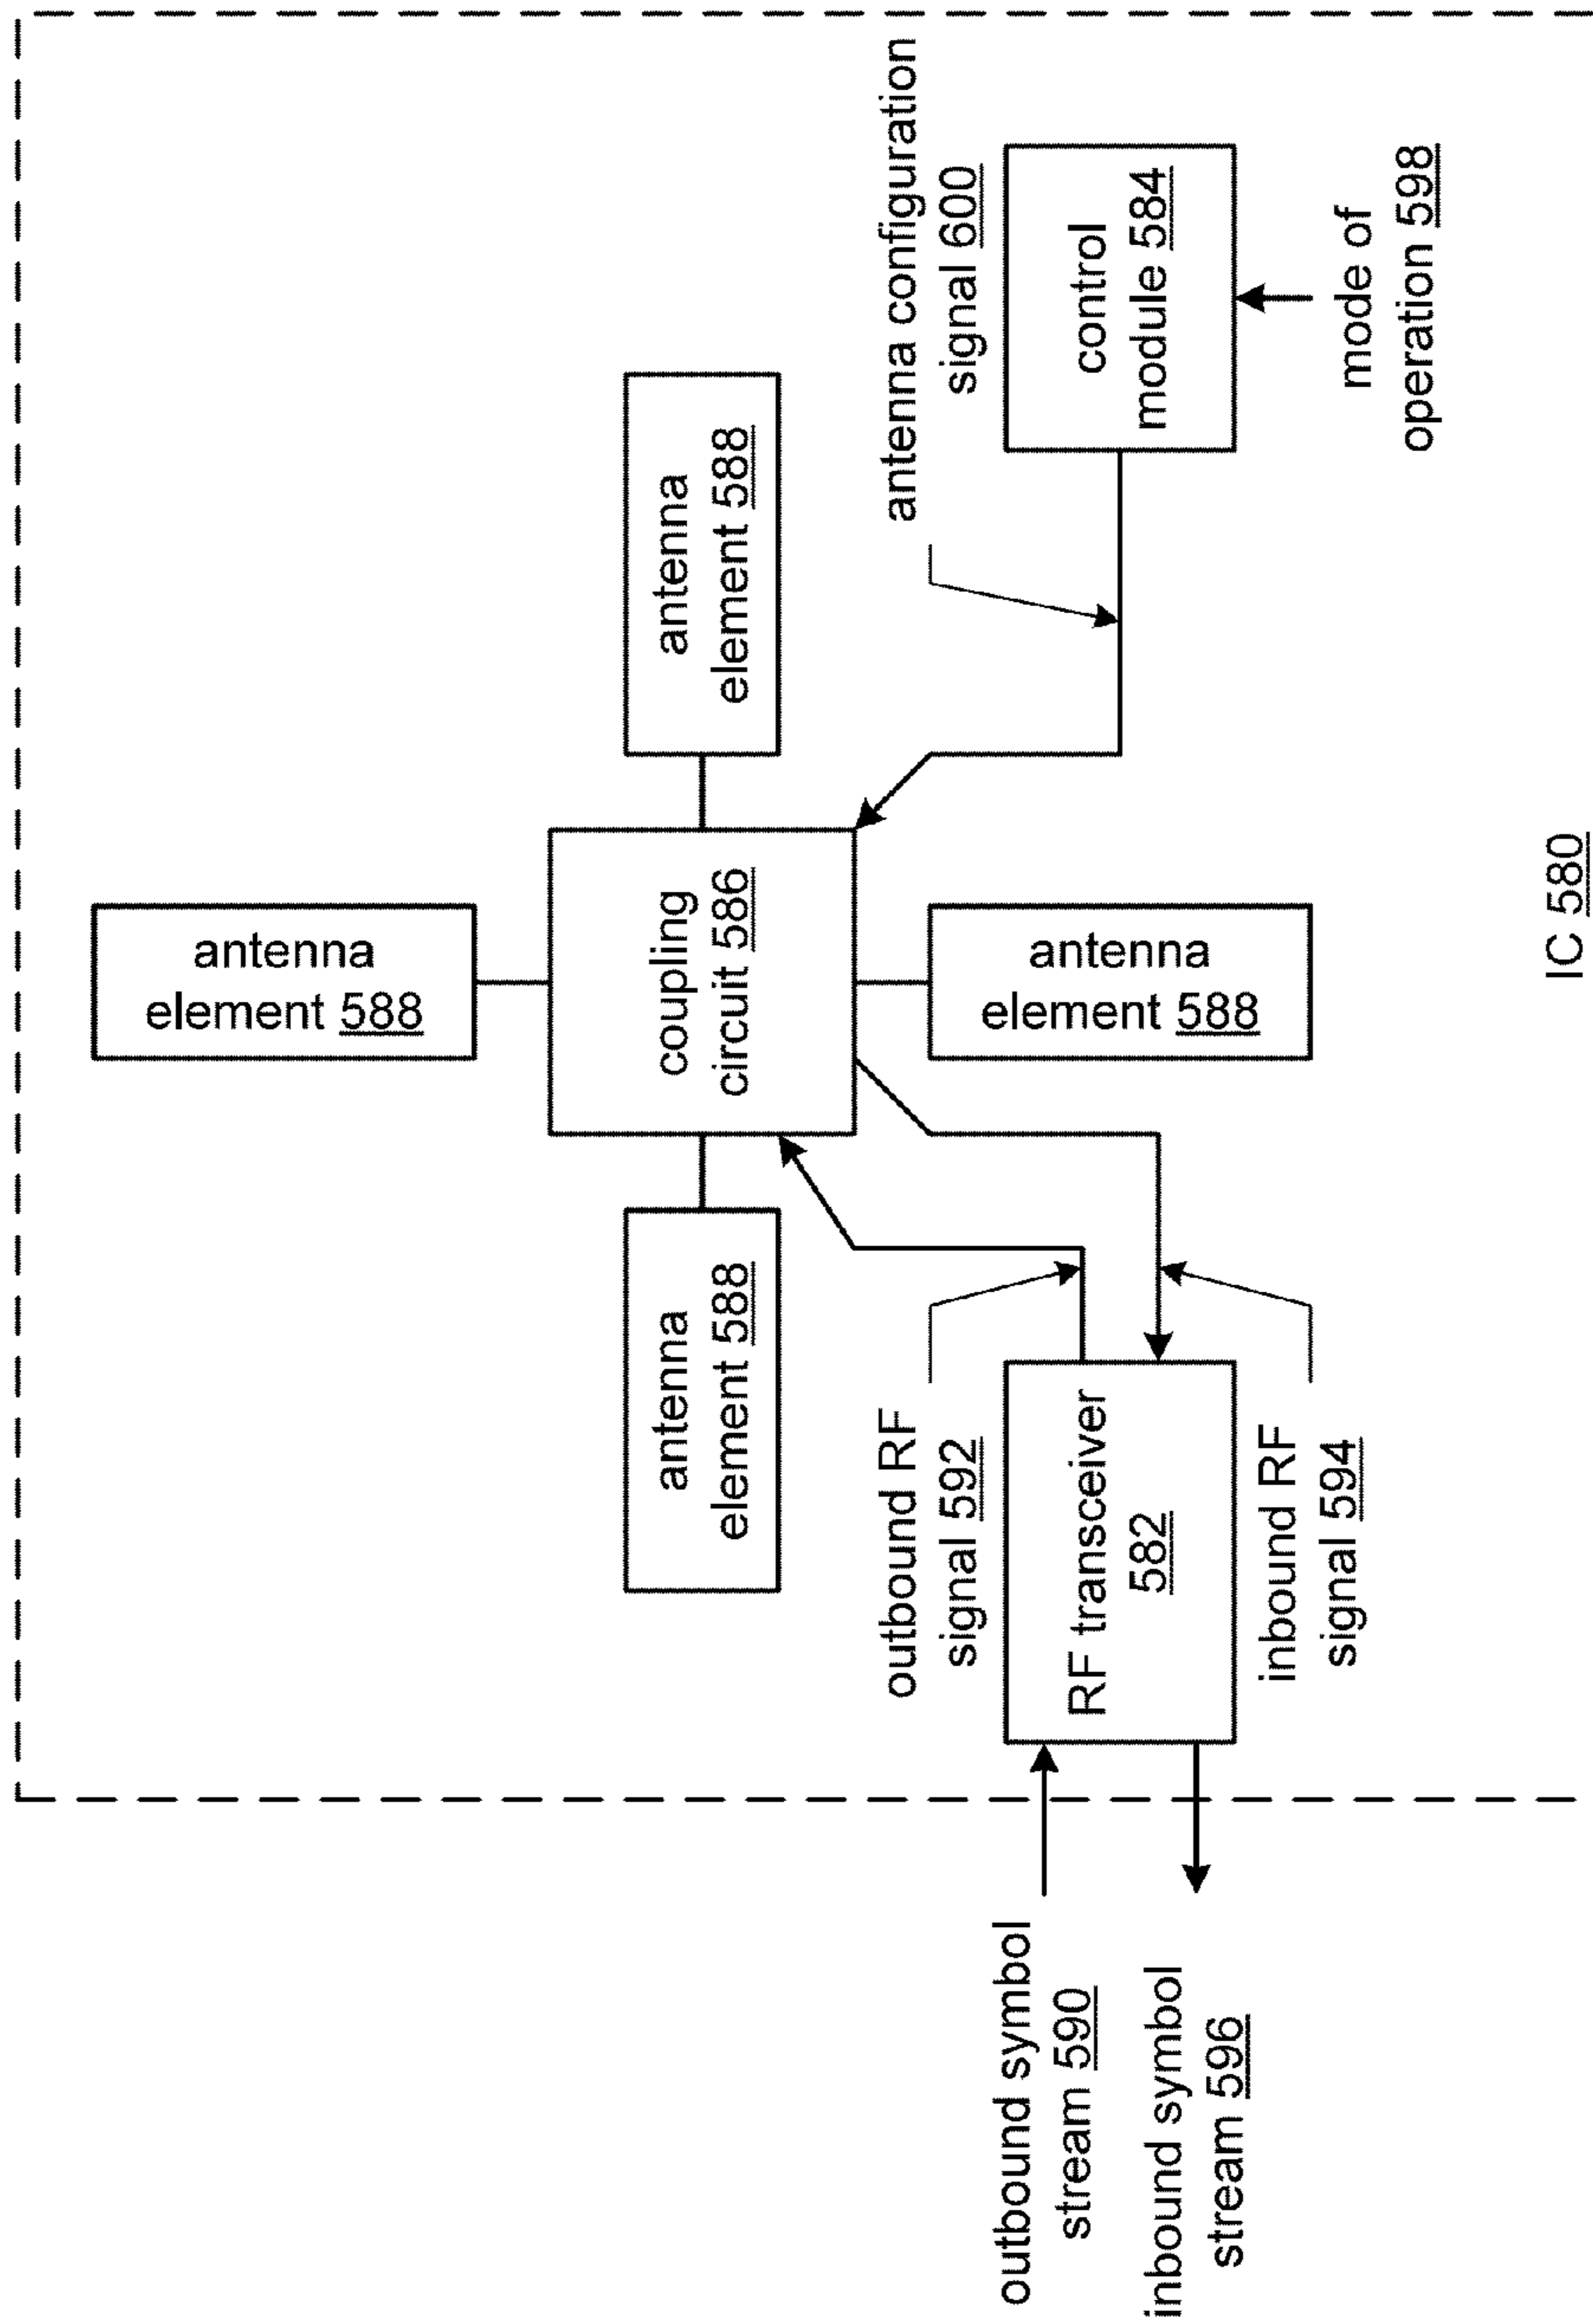 antenna
element 588
antenna
element 588
coupling
circuit 586
antenna
element 588
antenna
element 588
antenna configuration
signal 600
outbound RF
signal 592
RF transceiver
582
control
module 584
inbound RF
signal 594
mode of
operation 598
outbound symbol
stream 590
inbound symbol
stream 596
IC 580